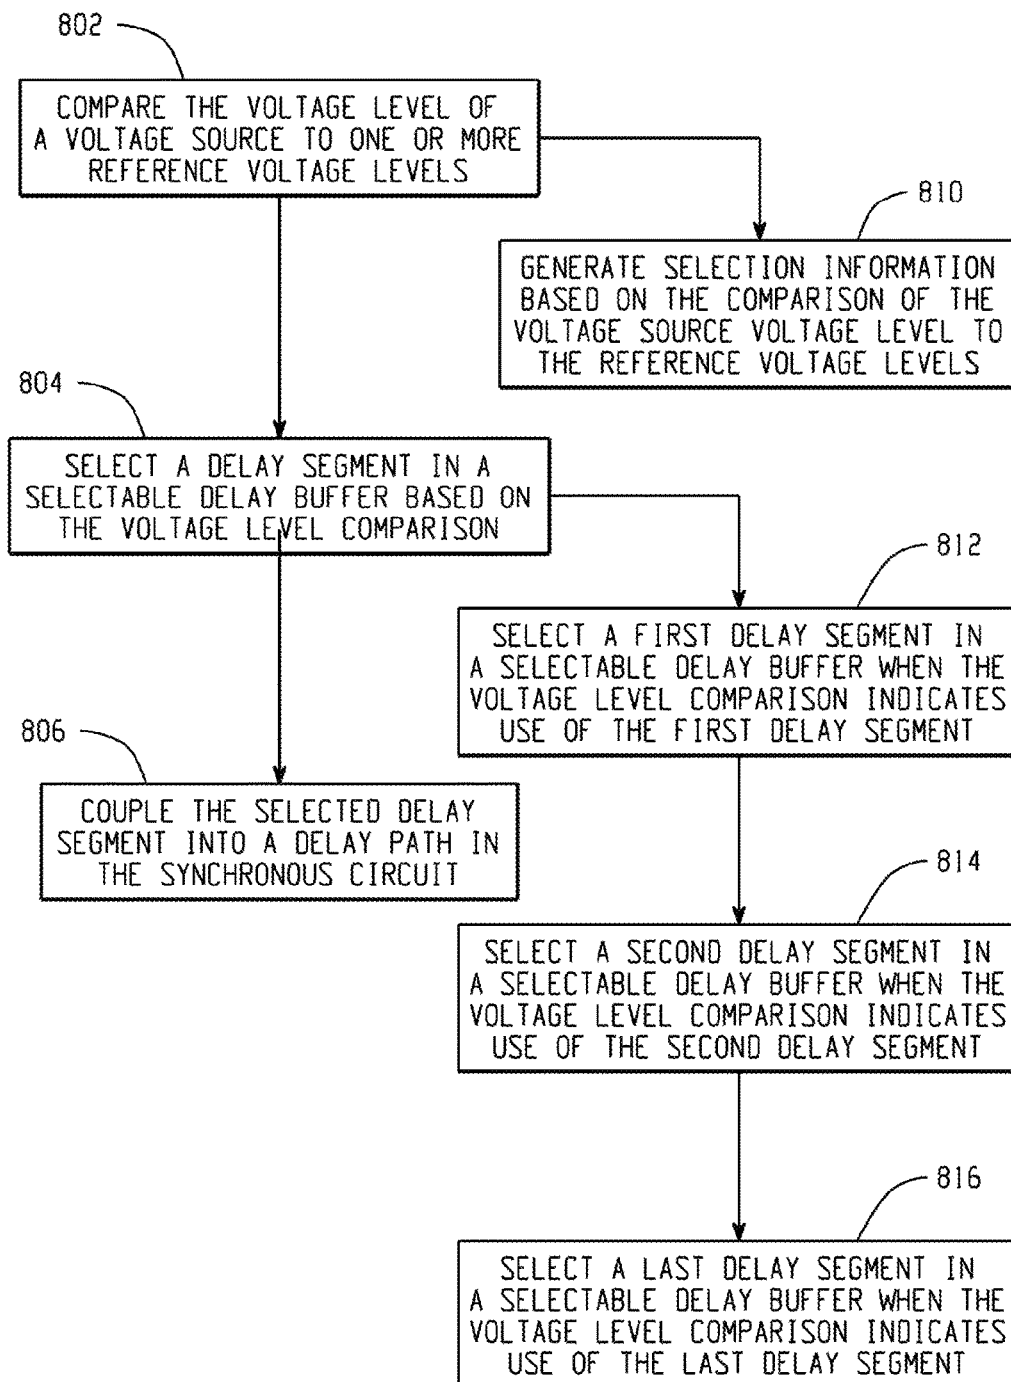 802
COMPARE THE VOLTAGE LEVEL OF
A VOLTAGE SOURCE TO ONE OR MORE
REFERENCE VOLTAGE LEVELS
810
GENERATE SELECTION INFORMATION
BASED ON THE COMPARISON OF THE
VOLTAGE SOURCE VOLTAGE LEVEL TO
THE REFERENCE VOLTAGE LEVELS
804
SELECT A DELAY SEGMENT IN A
SELECTABLE DELAY BUFFER BASED ON
THE VOLTAGE LEVEL COMPARISON
812
SELECT A FIRST DELAY SEGMENT IN
A SELECTABLE DELAY BUFFER WHEN THE
VOLTAGE LEVEL COMPARISON INDICATES
USE OF THE FIRST DELAY SEGMENT
806
COUPLE THE SELECTED DELAY
SEGMENT INTO A DELAY PATH IN
THE SYNCHRONOUS CIRCUIT
814
SELECT A SECOND DELAY SEGMENT IN
A SELECTABLE DELAY BUFFER WHEN THE
VOLTAGE LEVEL COMPARISON INDICATES
USE OF THE SECOND DELAY SEGMENT
816
SELECT A LAST DELAY SEGMENT IN
A SELECTABLE DELAY BUFFER WHEN THE
VOLTAGE LEVEL COMPARISON INDICATES
USE OF THE LAST DELAY SEGMENT